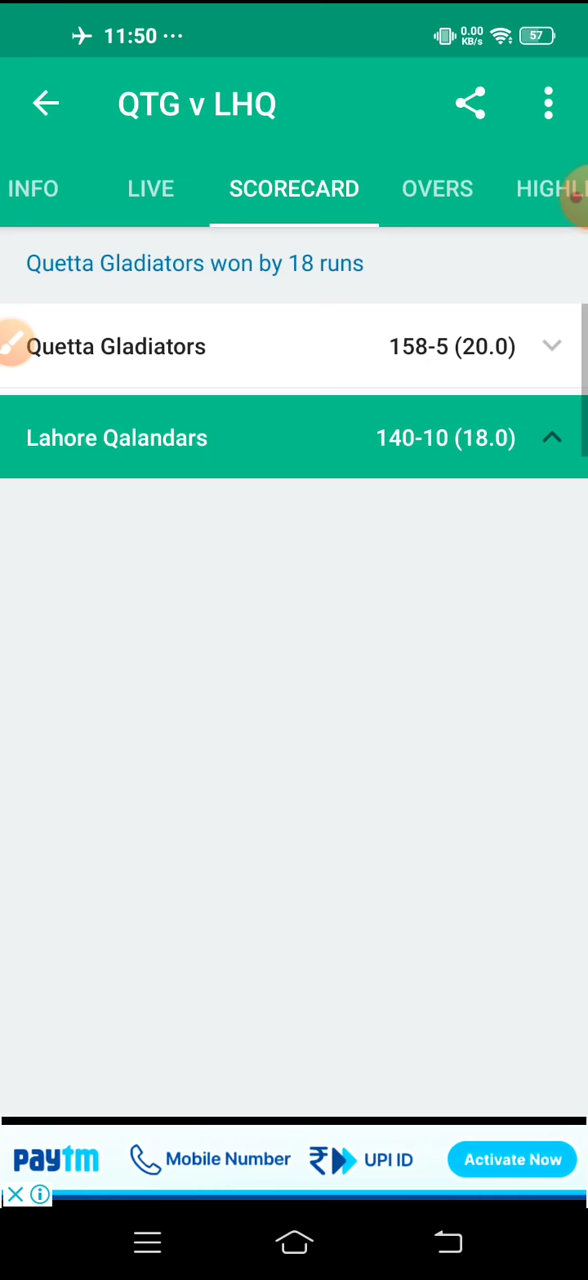 11:50 ... 0.00 KB/s 57
QTG v LHQ
INFO LIVE SCORECARD OVERS HIGHLI
Quetta Gladiators won by 18 runs
Quetta Gladiators 158-5 (20.0)
Lahore Qalandars 140-10 (18.0)
paytm Mobile Number ₹ UPI ID Activate Now